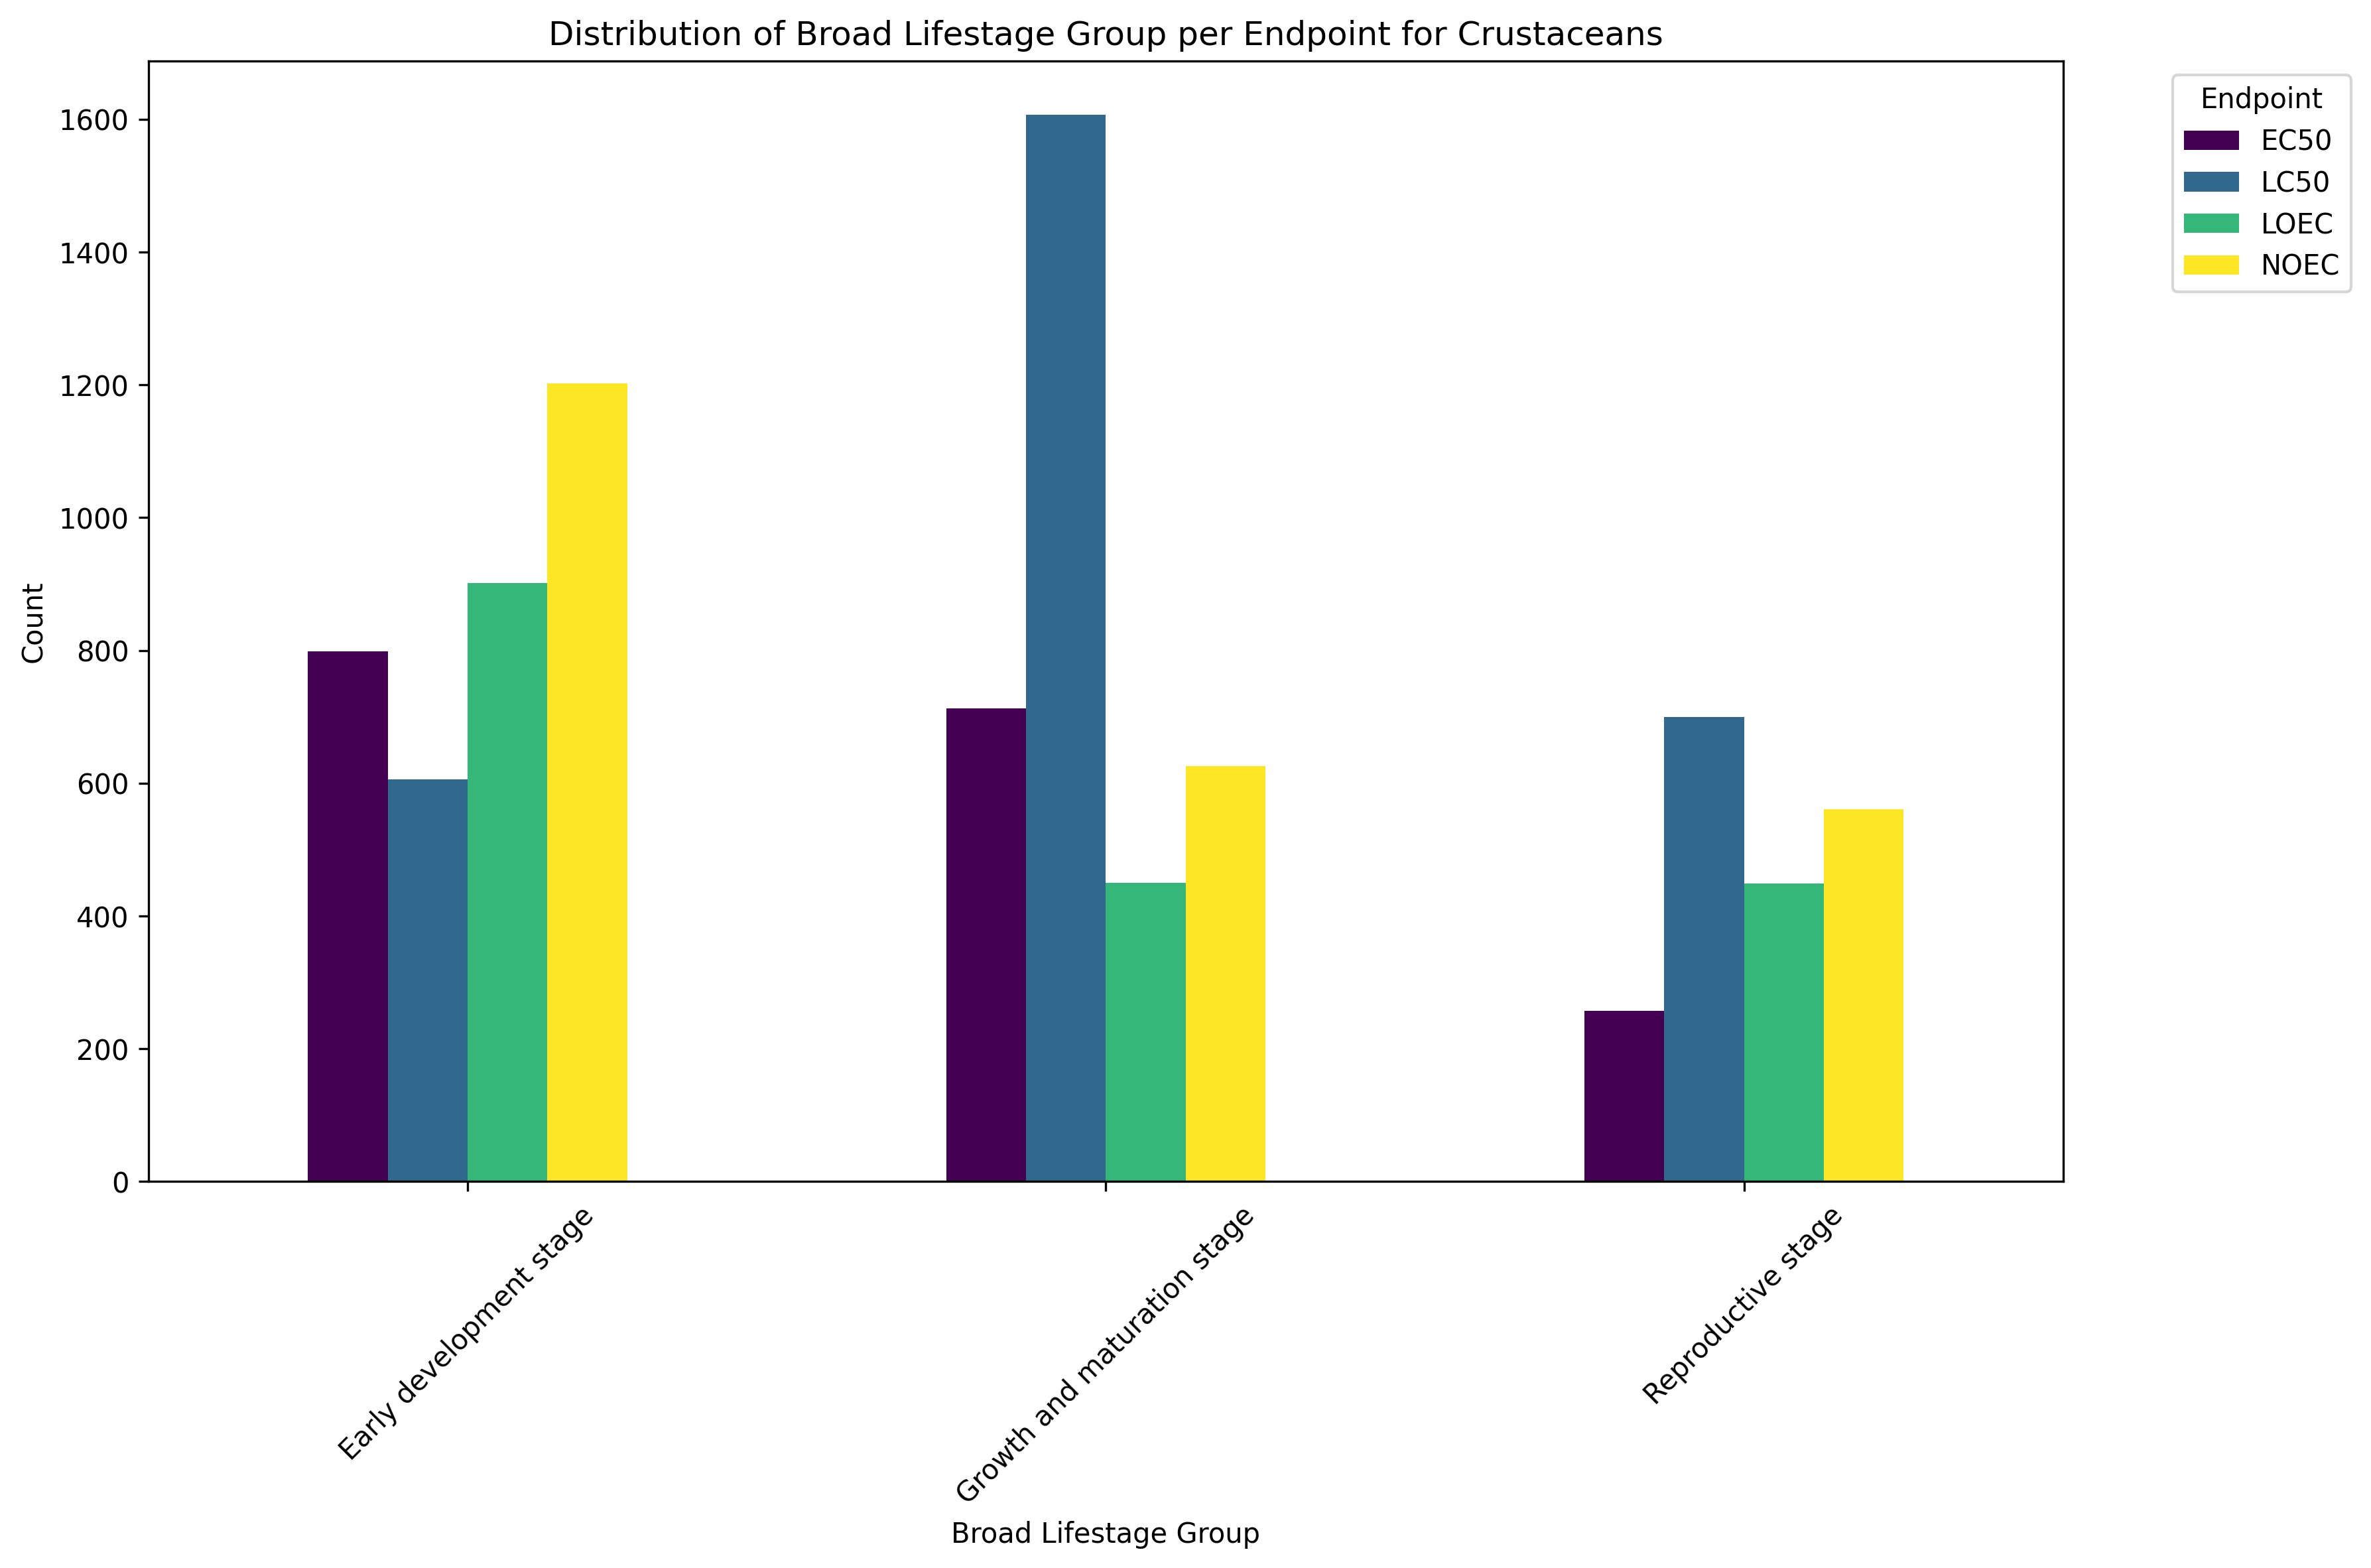 Distribution of Broad Lifestage Group per Endpoint for Crustaceans
Endpoint
EC50
LC50
LOEC
NOEC
Count
1600
1400
1200
1000
800
600
400
200
0
Early development stage
Growth and maturation stage
Reproductive stage
Broad Lifestage Group